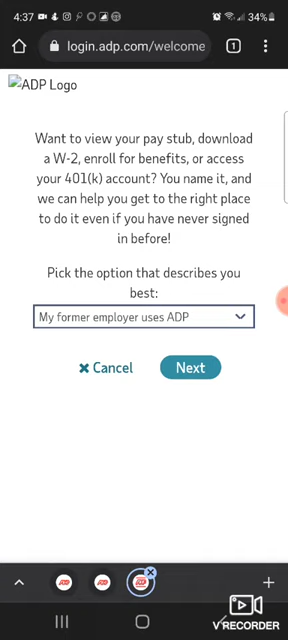 4:37
34%
login.adp.com/welcome
1
ADP Logo
Want to view your pay stub, download
a W-2, enroll for benefits, or access
your 401(k) account? You name it, and
we can help you get to the right place
to do it even if you have never signed
in before!
Pick the option that describes you
best:
My former employer uses ADP
Cancel
Next
VRECORDER